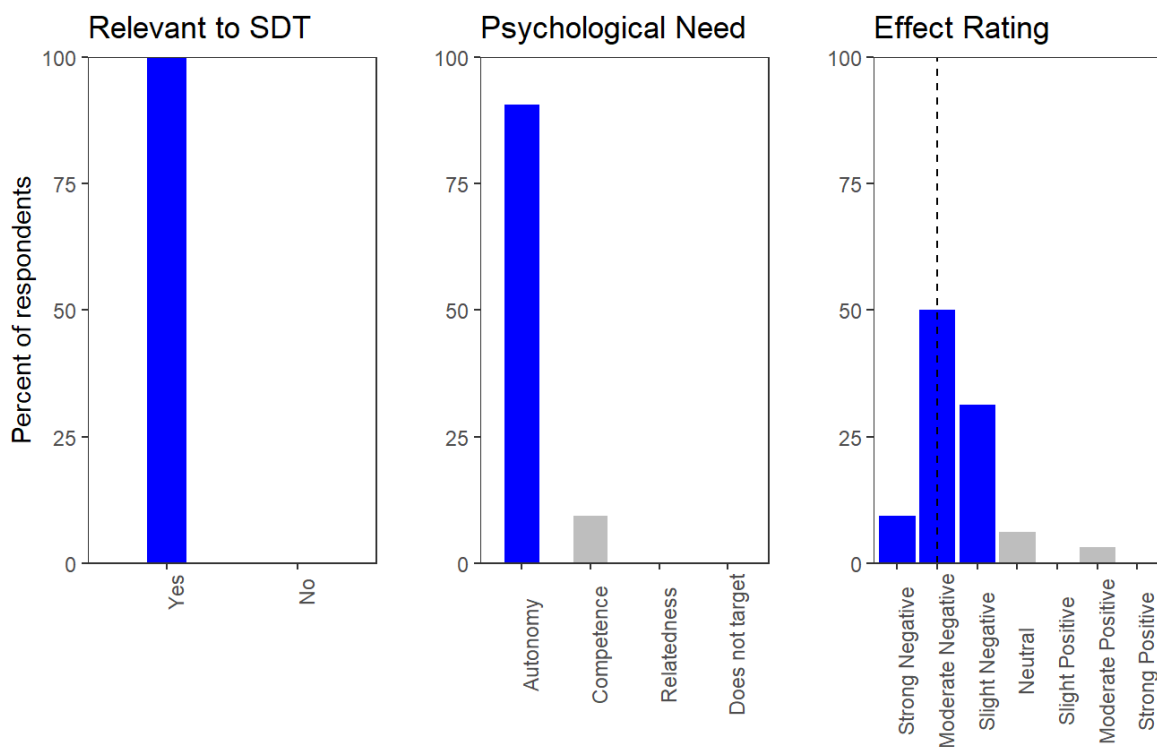 Relevant to SDT
Psychological Need
Effect Rating
Percent of respondents
100
75
50
25
0
Yes
No
100
75
50
25
0
Autonomy
Competence
Relatedness
Does not target
100
75
50
25
0
Strong Negative
Moderate Negative
Slight Negative
Neutral
Slight Positive
Moderate Positive
Strong Positive